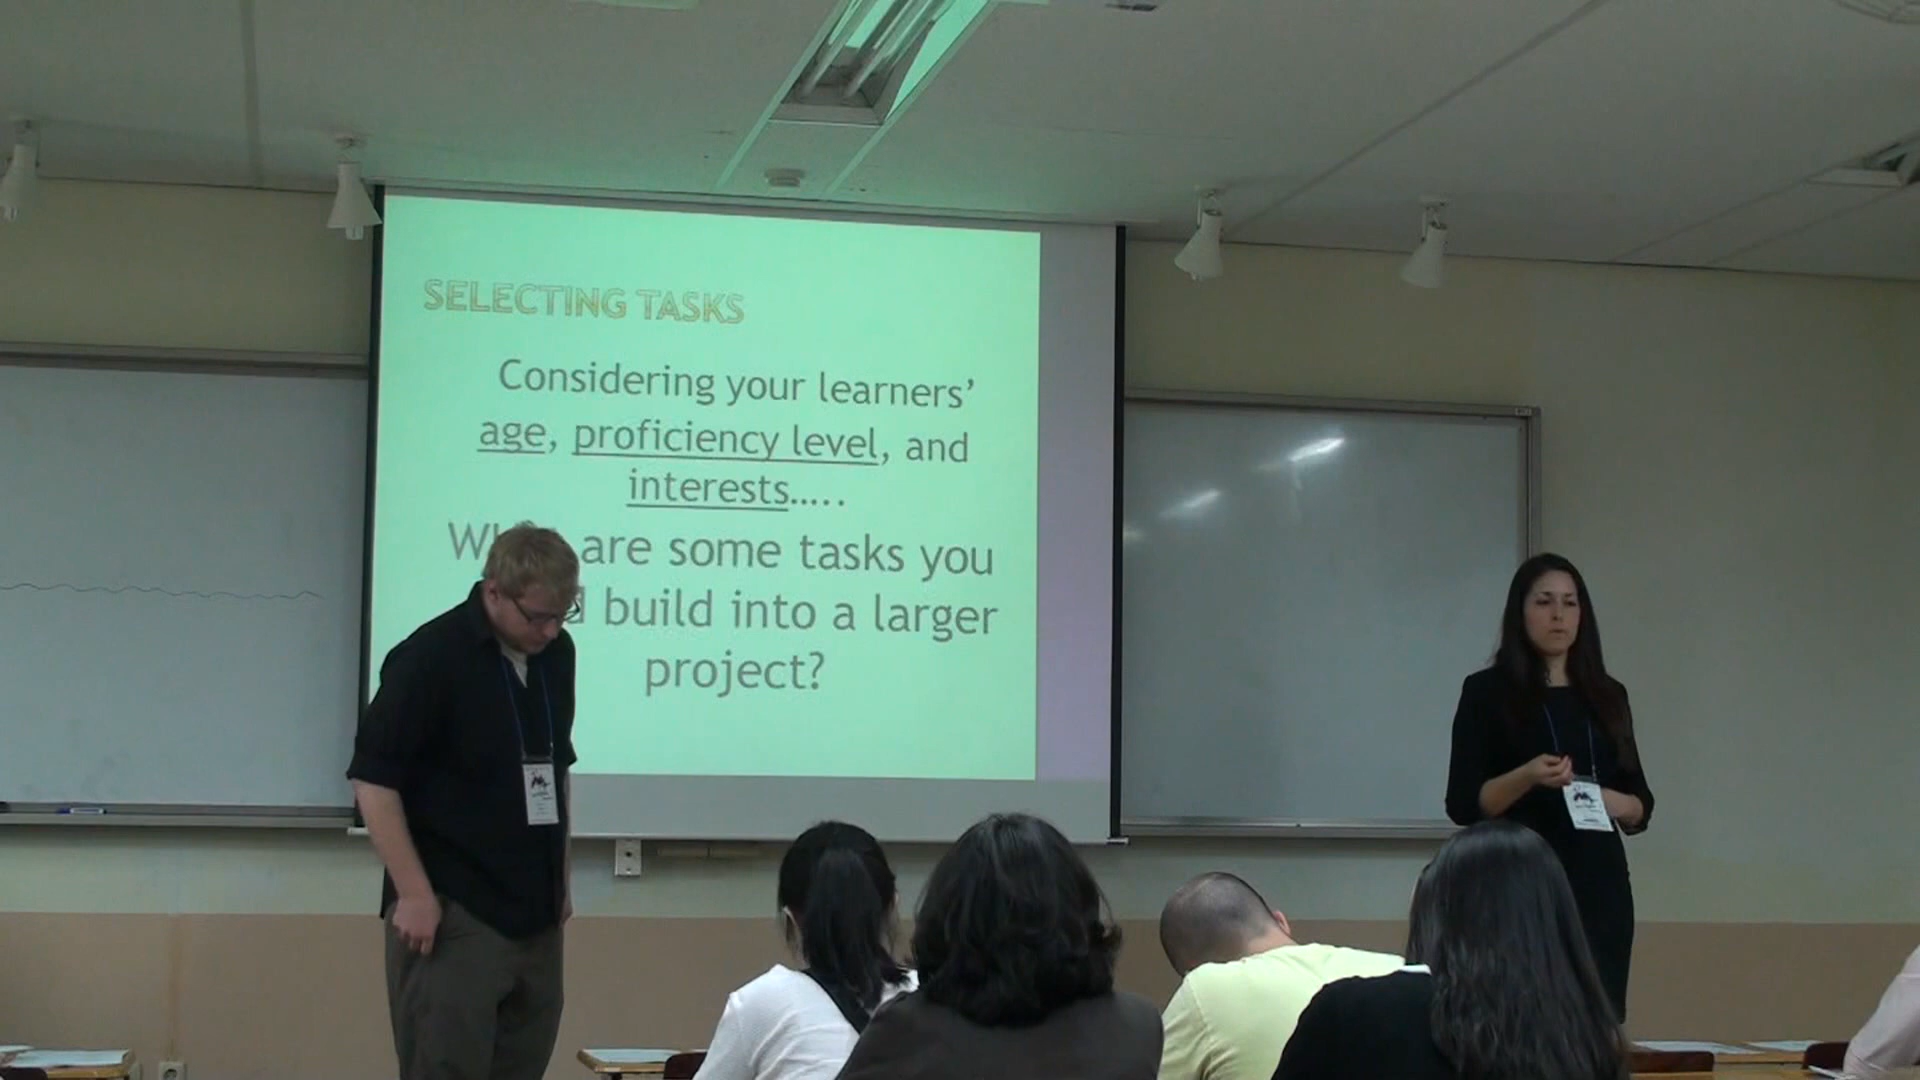 SELECTING TASKS
Considering your learners'
age, proficiency level, and
interests.....
are some tasks you
build into a larger
project?